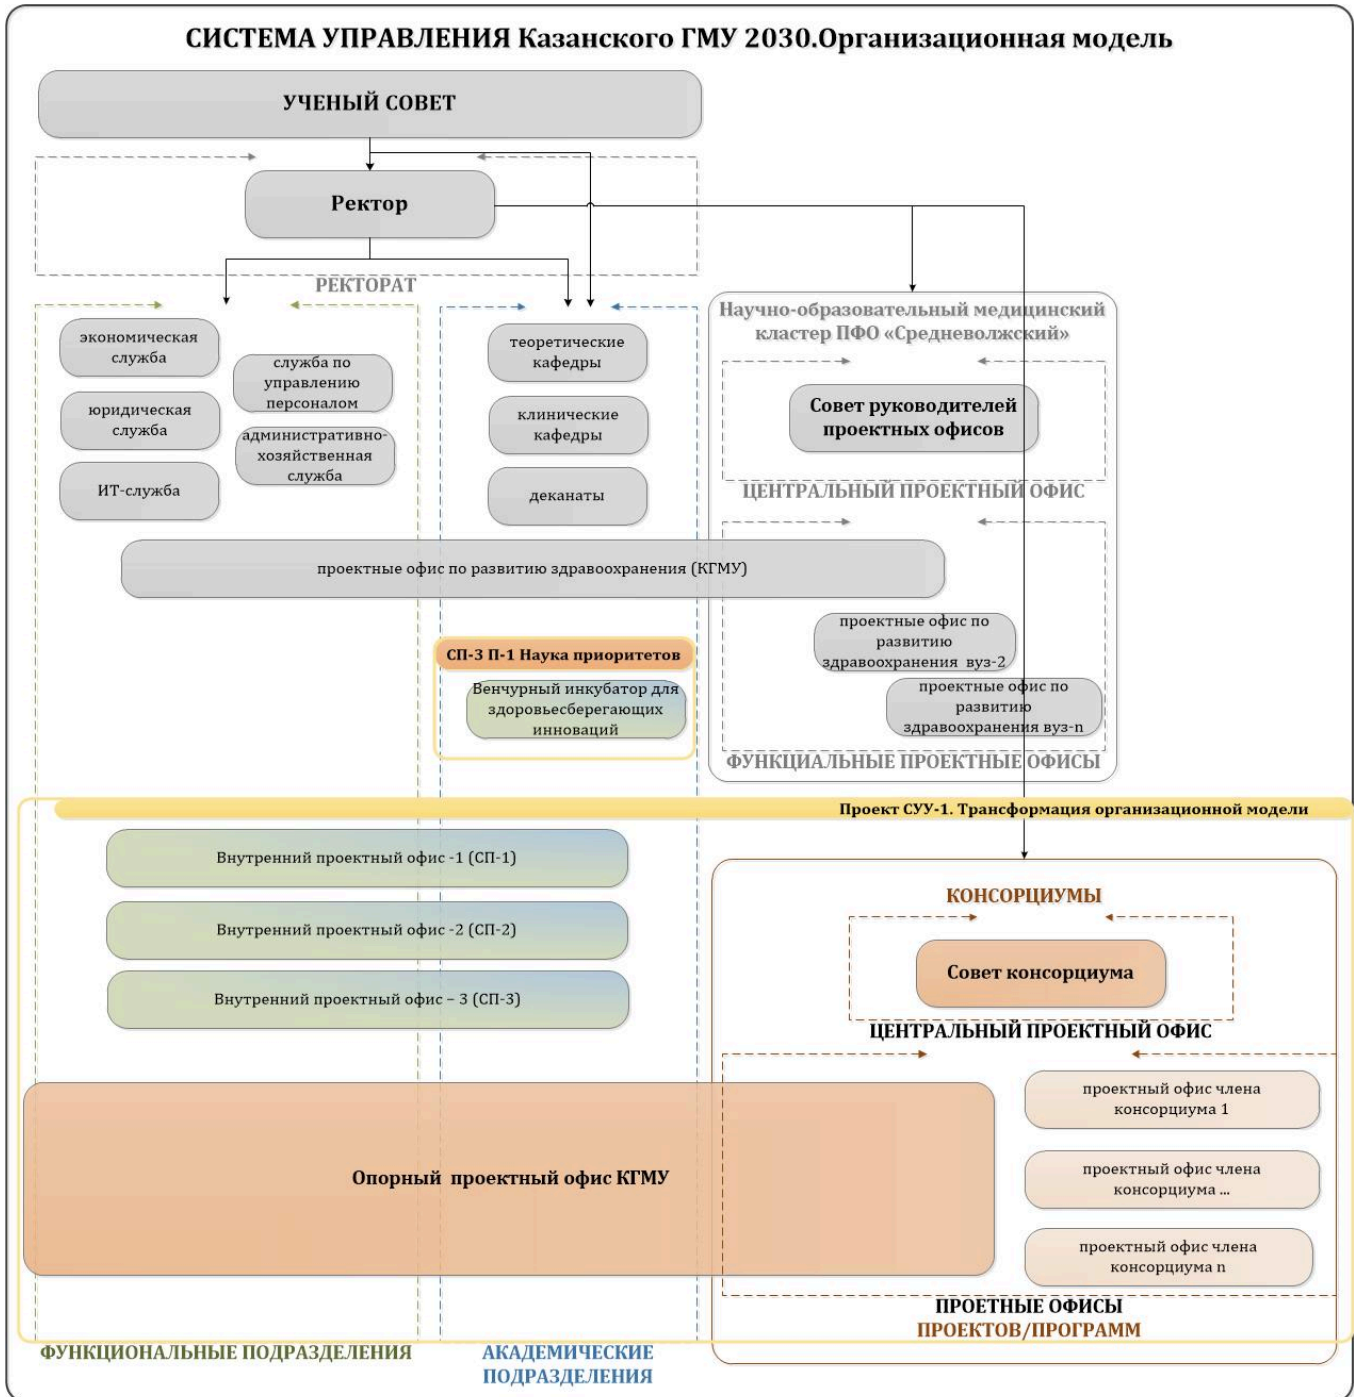 СИСТЕМА УПРАВЛЕНИЯ Казанского ГМУ 2030.Организационная модель
УЧЕНЫЙ СОВЕТ
Ректор
РЕКТОРАТ
экономическая
служба
служба по
управлению
персоналом
юридическая
служба
административно-
хозяйственная
служба
ИТ-служба
теоретические
кафедры
клинические
кафедры
деканаты
Научно-образовательный медицинский
кластер ПФО «Средневолжский»
Совет руководителей
проектных офисов
ЦЕНТРАЛЬНЫЙ ПРОЕКТНЫЙ ОФИС
проектные офис по развитию здравоохранения (КГМУ)
проектные офис по
развитию
здравоохранения вуз-2
проектные офис по
развитию
здравоохранения вуз-n
ФУНКЦИАЛЬНЫЕ ПРОЕКТНЫЕ ОФИСЫ
СП-3 П-1 Наука приоритетов
Венчурный инкубатор для
здоровьесберегающих
инноваций
Проект СУУ-1. Трансформация организационной модели
Внутренний проектный офис -1 (СП-1)
Внутренний проектный офис -2 (СП-2)
Внутренний проектный офис – 3 (СП-3)
КОНСОРЦИУМЫ
Совет консорциума
ЦЕНТРАЛЬНЫЙ ПРОЕКТНЫЙ ОФИС
Опорный проектный офис КГМУ
проектный офис члена
консорциума 1
проектный офис члена
консорциума ...
проектный офис члена
консорциума n
ПРОЕТНЫЕ ОФИСЫ
ПРОЕКТОВ/ПРОГРАММ
ФУНКЦИОНАЛЬНЫЕ ПОДРАЗДЕЛЕНИЯ
АКАДЕМИЧЕСКИЕ
ПОДРАЗДЕЛЕНИЯ